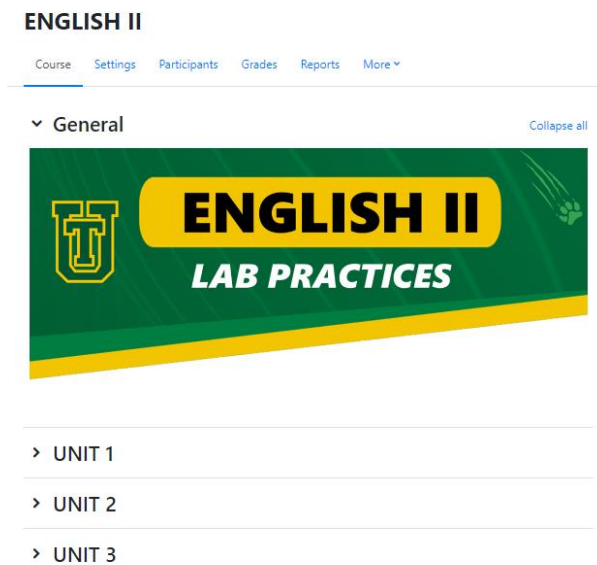 ENGLISH II
Course Settings Participants Grades Reports More
General Collapse all
UT ENGLISH II
LAB PRACTICES
UNIT 1
UNIT 2
UNIT 3